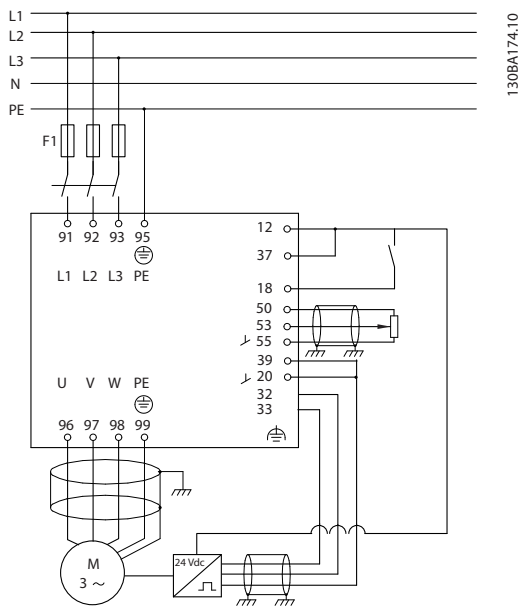 L1
L2
L3
N
PE
130BA174.10
F1
91 92 93 95
L1 L2 L3 PE
12
37
18
50
53
55
39
20
32
33
U V W PE
96 97 98 99
M
3 ~
24 Vdc